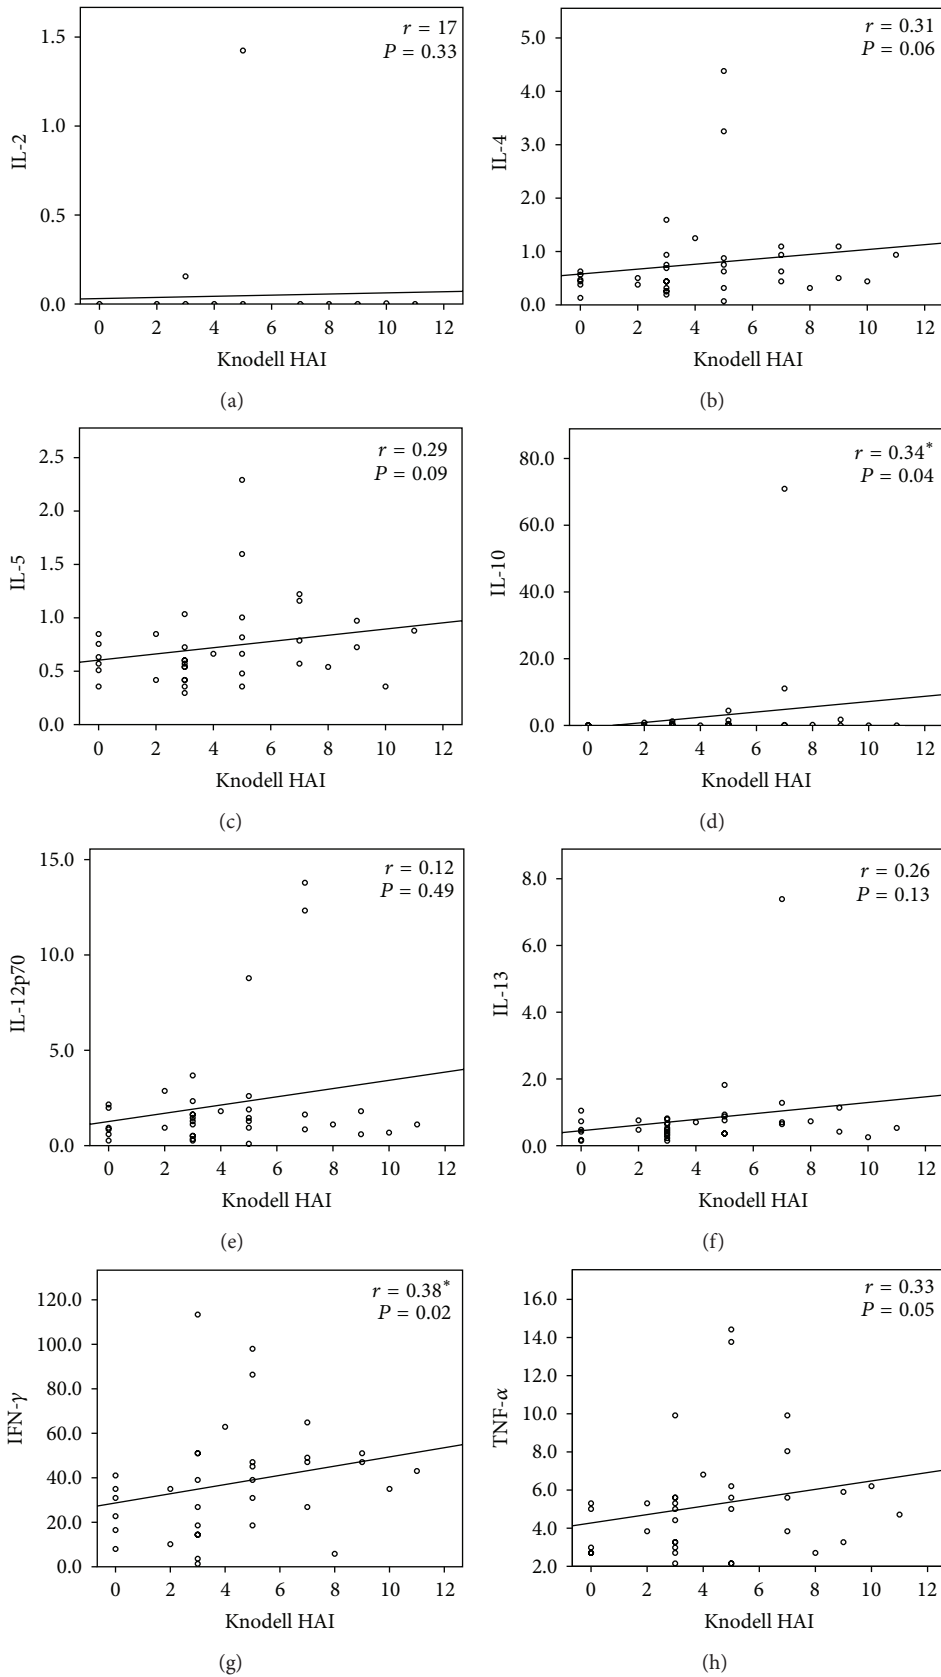 r = 17
P = 0.33
IL-2
1.5
1.0
0.5
0.0
0 2 4 6 8 10 12
Knodell HAI
(a)
r = 0.31
P = 0.06
IL-4
5.0
4.0
3.0
2.0
1.0
0.0
0 2 4 6 8 10 12
Knodell HAI
(b)
r = 0.29
P = 0.09
IL-5
2.5
2.0
1.5
1.0
0.5
0.0
0 2 4 6 8 10 12
Knodell HAI
(c)
r = 0.34*
P = 0.04
IL-10
80.0
60.0
40.0
20.0
0.0
0 2 4 6 8 10 12
Knodell HAI
(d)
r = 0.12
P = 0.49
IL-12p70
15.0
10.0
5.0
0.0
0 2 4 6 8 10 12
Knodell HAI
(e)
r = 0.26
P = 0.13
IL-13
8.0
6.0
4.0
2.0
0.0
0 2 4 6 8 10 12
Knodell HAI
(f)
r = 0.38*
P = 0.02
IFN-γ
120.0
100.0
80.0
60.0
40.0
20.0
0.0
0 2 4 6 8 10 12
Knodell HAI
(g)
r = 0.33
P = 0.05
TNF-α
16.0
14.0
12.0
10.0
8.0
6.0
4.0
2.0
0 2 4 6 8 10 12
Knodell HAI
(h)